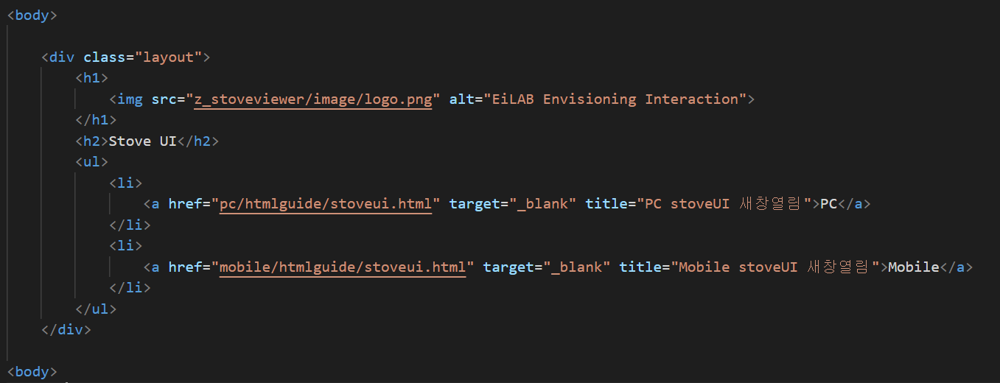 <body>
<div class="layout">
<h1>
<img src="z_stoveviewer/image/logo.png" alt="EiLAB Envisioning Interaction">
</h1>
<h2>Stove UI</h2>
<ul>
<li>
<a href="pc/htmlguide/stoveui.html" target="_blank" title="PC stoveUI 새창열림">PC</a>
</li>
<li>
<a href="mobile/htmlguide/stoveui.html" target="_blank" title="Mobile stoveUI 새창열림">Mobile</a>
</li>
</ul>
</div>
<body>